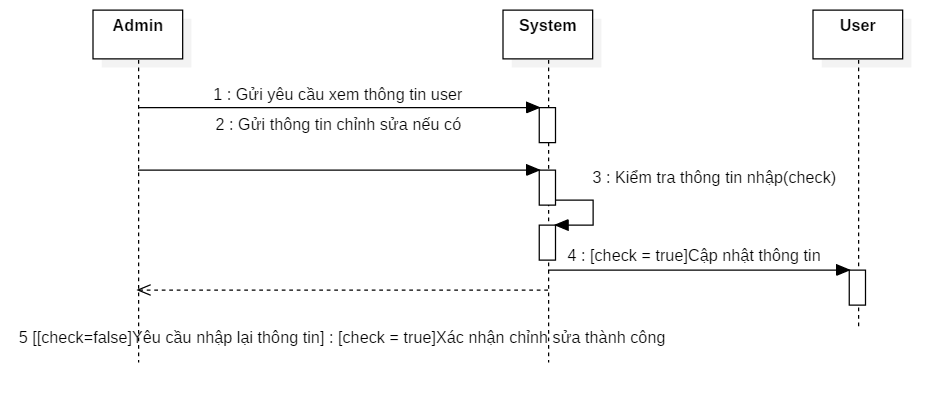 Admin
System
User
1 : Gửi yêu cầu xem thông tin user
2 : Gửi thông tin chỉnh sửa nếu có
3 : Kiểm tra thông tin nhập(check)
4 : [check = true]Cập nhật thông tin
5 [[check=false]Yêu cầu nhập lại thông tin] : [check = true]Xác nhận chỉnh sửa thành công